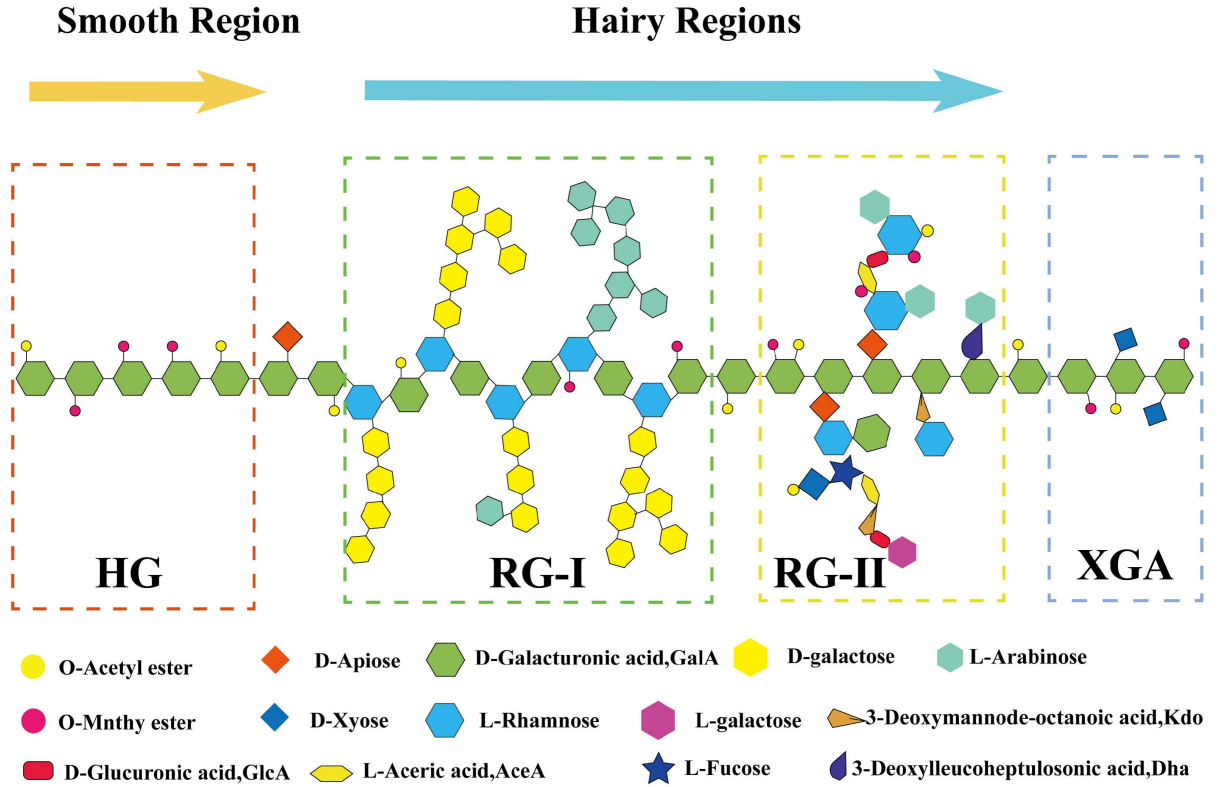 Smooth Region
Hairy Regions
HG
RG-I
RG-II
XGA
O-Acetyl ester
D-Apiose
D-Galacturonic acid,GalA
D-galactose
L-Arabinose
O-Mnthy ester
D-Xyose
L-Rhamnose
L-galactose
3-Deoxymannode-octanoic acid,Kdo
D-Glucuronic acid,GlcA
L-Aceric acid,AceA
L-Fucose
3-Deoxylleucoheptulosonic acid,Dha